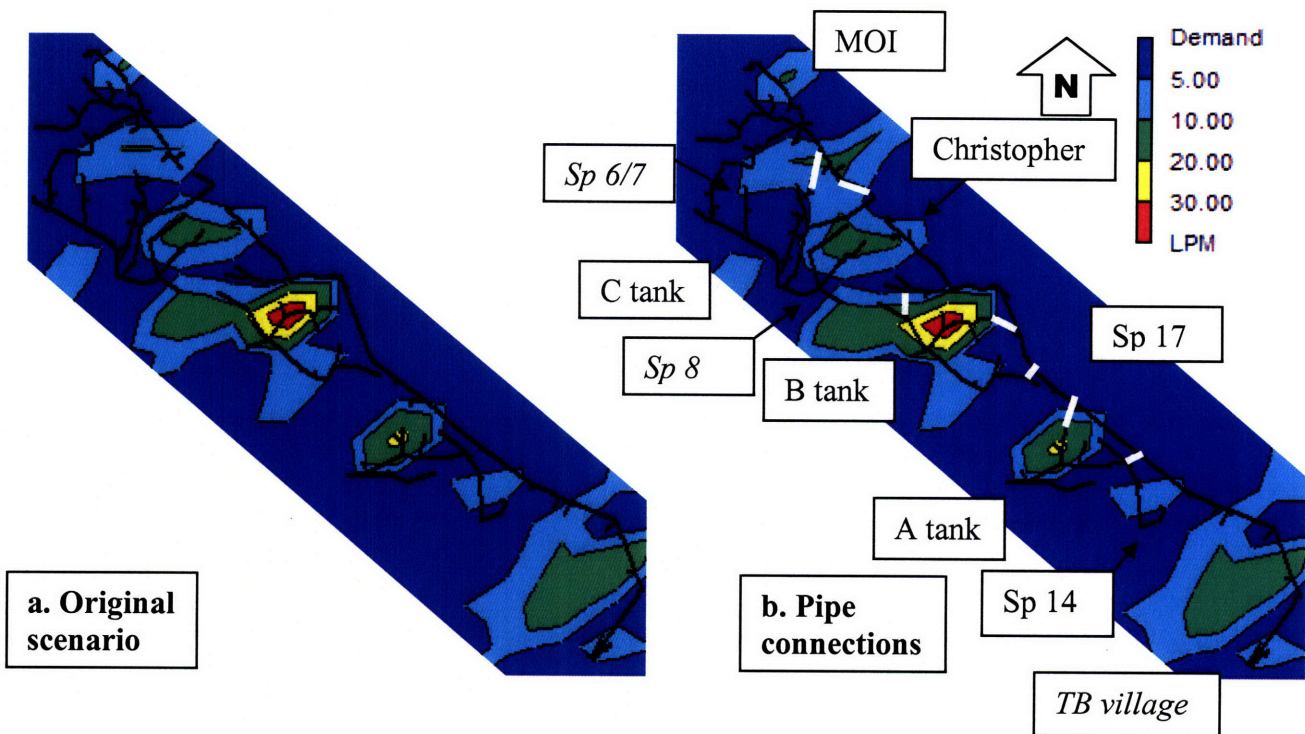 MOI
N
Demand
5.00
10.00
20.00
30.00
LPM
Christopher
Sp 6/7
C tank
Sp 8
B tank
Sp 17
A tank
Sp 14
TB village
a. Original
scenario
b. Pipe
connections